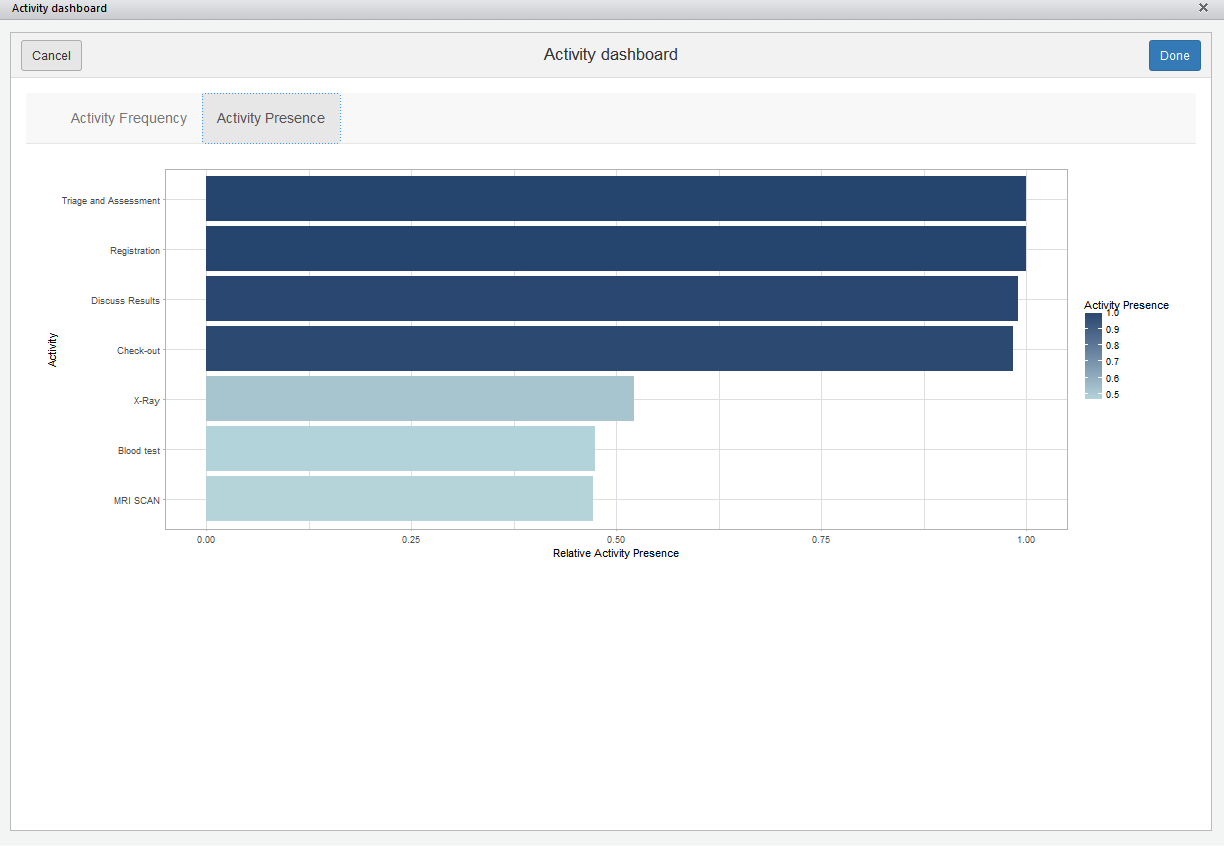 Activity dashboard
Cancel
Activity dashboard
Done
Activity Frequency
Activity Presence
Triage and Assessment
Registration
Discuss Results
Check-out
X-Ray
Blood test
MRI SCAN
Activity
0.00 0.25 0.50 0.75 1.00
Relative Activity Presence
Activity Presence
1.0
0.9
0.8
0.7
0.6
0.5